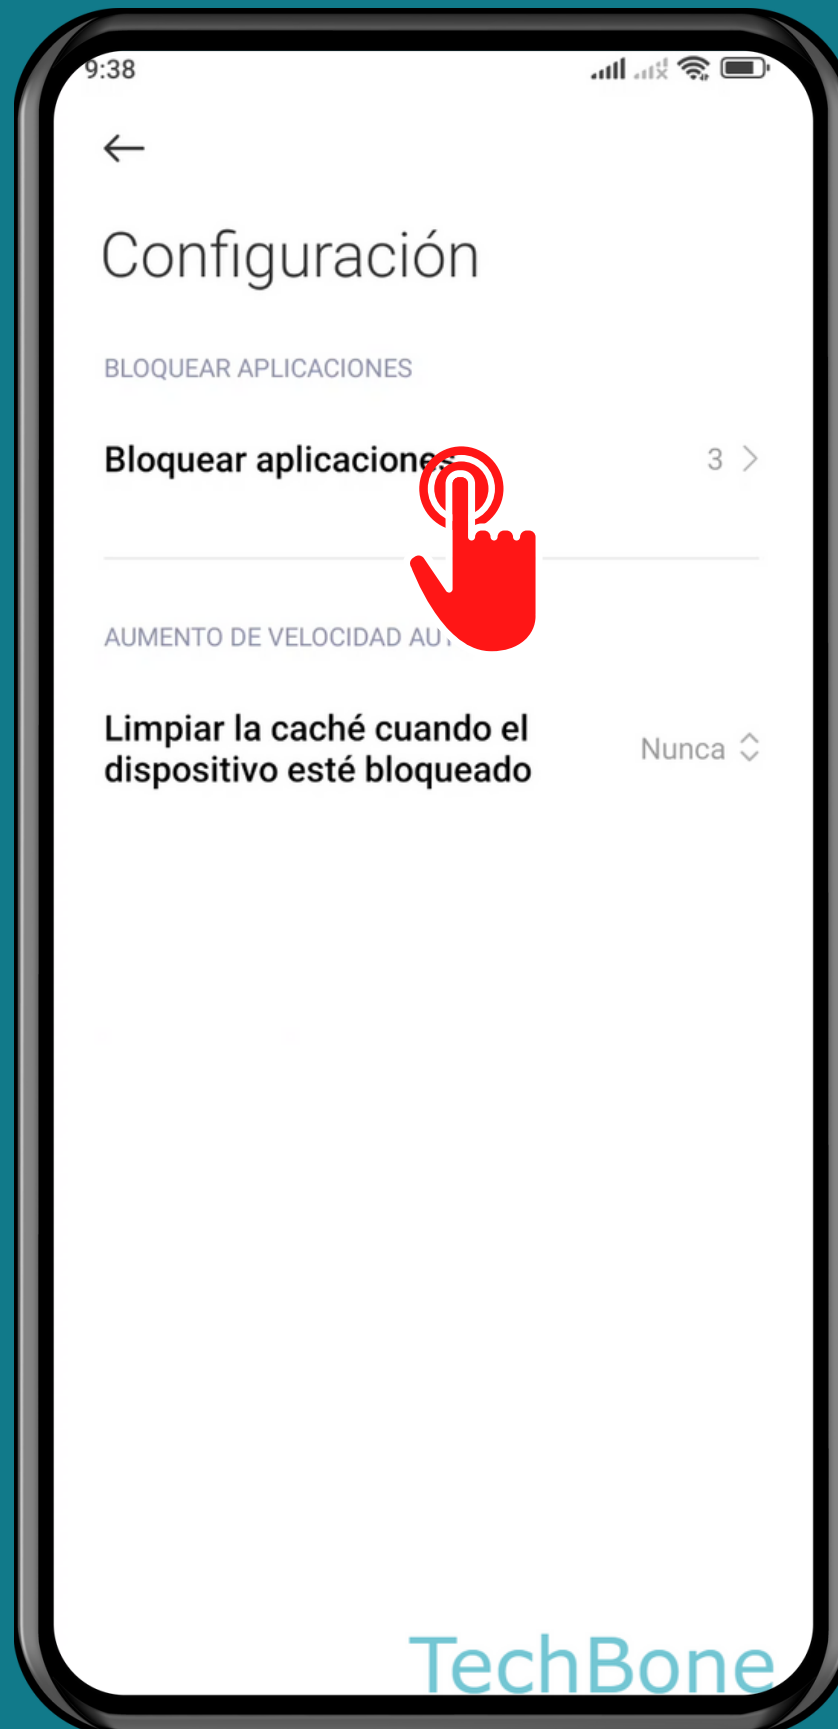 9:38
Configuración
BLOQUEAR APLICACIONES
Bloquear aplicaciones
3
AUMENTO DE VELOCIDAD
Limpiar la caché cuando el
dispositivo esté bloqueado
Nunca
TechBone